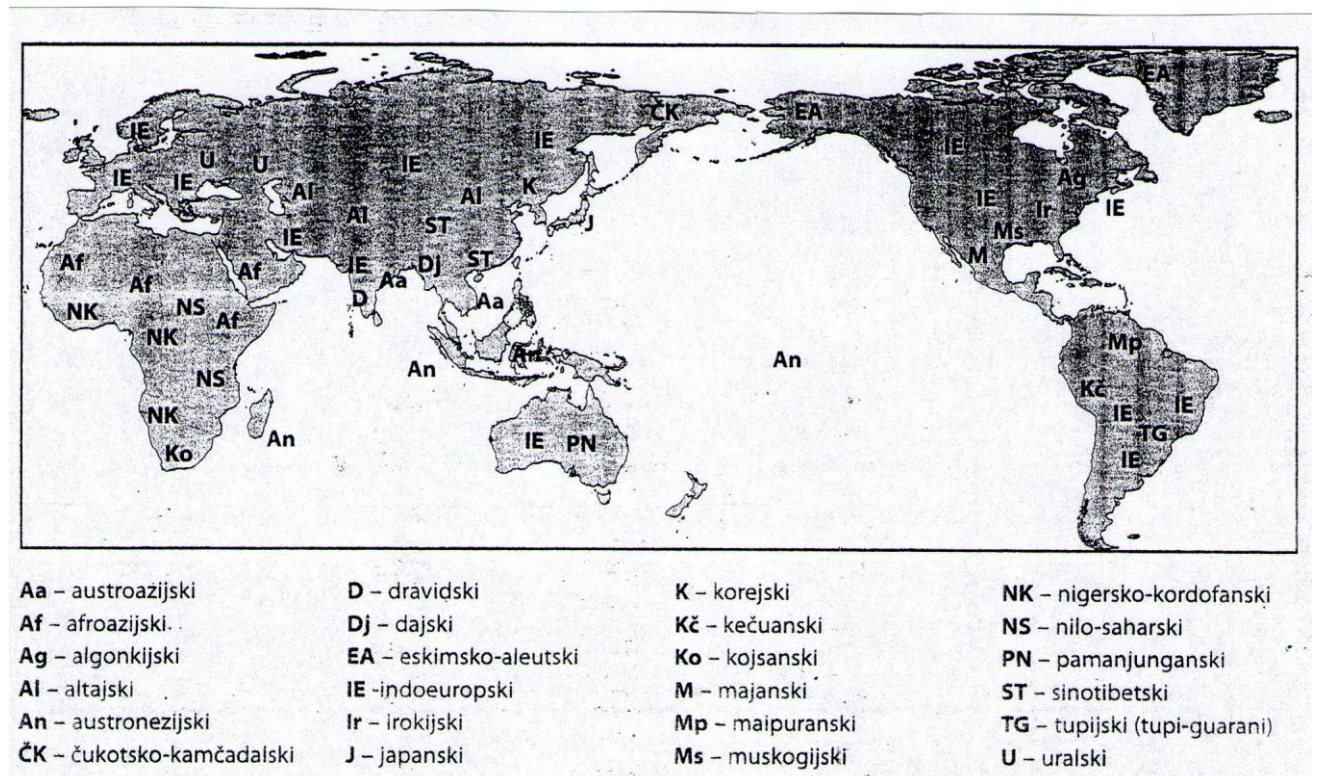 EA
ČK
EA
IE
IE
IE
U
U
IE
IE
IE
Al
IE
Al
K
Ag
IE
Ir
IE
Al
ST
J
Ms
M
IE
Af
Af
Af
IE
Dj
ST
Aa
D
Aa
NK
NS
Af
NK
An
An
An
Mp
NS
Kč
IE
IE
NK
TG
An
IE
PN
Ko
IE
Aa – austroazijski
Af – afroazijski.
Ag – algonkijski
Al – altajski
An – austronezijski
ČK – čukotsko-kamčadalski
D – dravidski
Dj – dajski
EA – eskimsko-aleutski
IE -indoeuropski
Ir – irokijski
J – japanski
K – korejski
Kč – kečuanski
Ko – kojsanski
M – majanski
Mp – maipuranski
Ms – muskogijski
NK – nigersko-kordofanski
NS – nilo-saharski
PN – pamanjunganski
ST – sinotibetski
TG – tupijski (tupi-guarani)
U – uralski